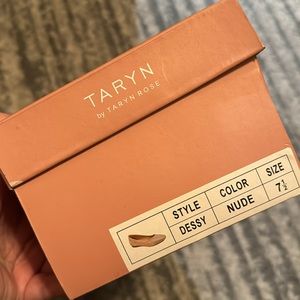 TARYN
by TARYN ROSE
STYLE COLOR SIZE
DESSY NUDE 7½